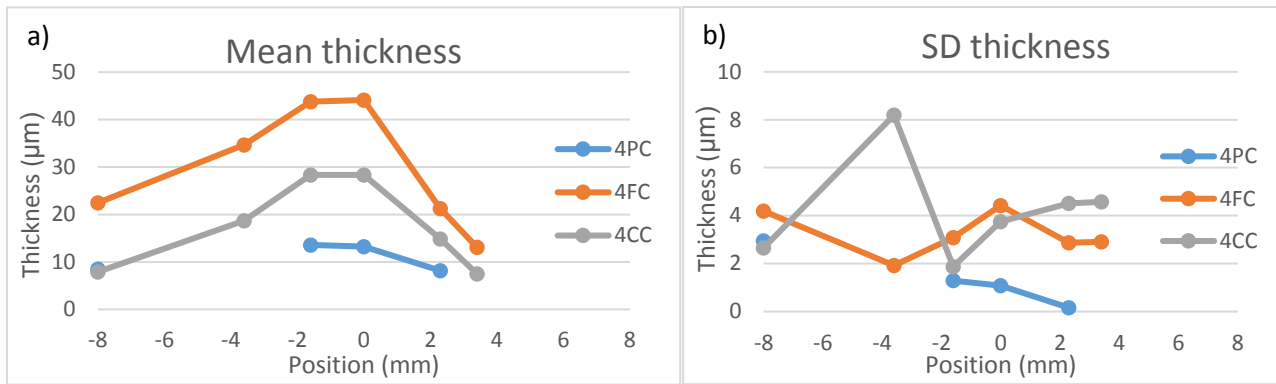 a)
Mean thickness
50
40
30
20
10
0
Thickness (µm)
-8 -6 -4 -2 0 2 4 6 8
Position (mm)
4PC
4FC
4CC
b)
SD thickness
10
8
6
4
2
0
Thickness (µm)
-8 -6 -4 -2 0 2 4 6 8
Position (mm)
4PC
4FC
4CC